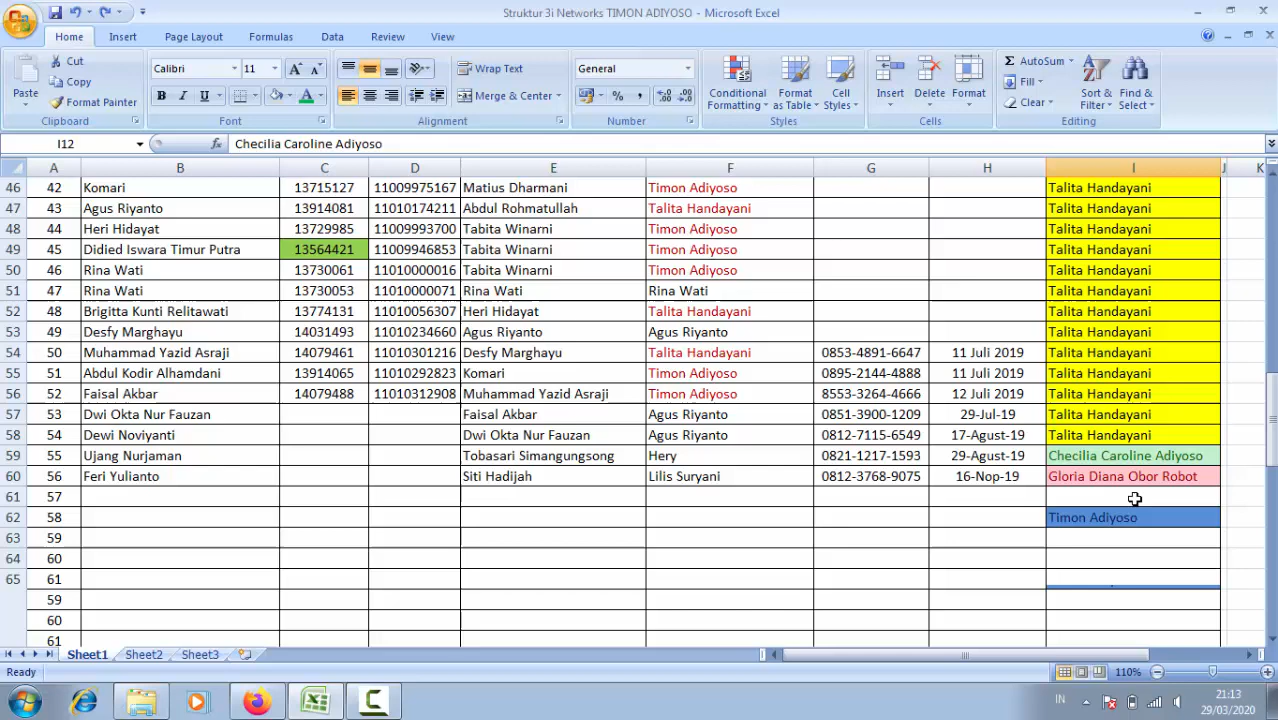 Struktur 3i Networks TIMON ADIYOSO - Microsoft Excel
Home Insert Page Layout Formulas Data Review View
Paste Cut Copy Format Painter Clipboard
Calibri 11 B I U A Font
Wrap Text Merge & Center Alignment
General % , Number
Conditional Formatting Format as Table Cell Styles Styles
Insert Delete Format Cells
Σ AutoSum Fill Clear Sort & Filter Find & Select Editing
I12 fx Checilia Caroline Adiyoso
A B C D E F G H I J K
46 42 Komari 13715127 11009975167 Matius Dharmani Timon Adiyoso Talita Handayani
47 43 Agus Riyanto 13914081 11010174211 Abdul Rohmatullah Talita Handayani Talita Handayani
48 44 Heri Hidayat 13729985 11009993700 Tabita Winarni Timon Adiyoso Talita Handayani
49 45 Didied Iswara Timur Putra 13564421 11009946853 Tabita Winarni Timon Adiyoso Talita Handayani
50 46 Rina Wati 13730061 11010000016 Tabita Winarni Timon Adiyoso Talita Handayani
51 47 Rina Wati 13730053 11010000071 Rina Wati Rina Wati Talita Handayani
52 48 Brigitta Kunti Relitawati 13774131 11010056307 Heri Hidayat Talita Handayani Talita Handayani
53 49 Desfy Marghayu 14031493 11010234660 Agus Riyanto Agus Riyanto Talita Handayani
54 50 Muhammad Yazid Asraji 14079461 11010301216 Desfy Marghayu Talita Handayani 0853-4891-6647 11 Juli 2019 Talita Handayani
55 51 Abdul Kodir Alhamdani 13914065 11010292823 Komari Timon Adiyoso 0895-2144-4888 11 Juli 2019 Talita Handayani
56 52 Faisal Akbar 14079488 11010312908 Muhammad Yazid Asraji Timon Adiyoso 8553-3264-4666 12 Juli 2019 Talita Handayani
57 53 Dwi Okta Nur Fauzan Faisal Akbar Agus Riyanto 0851-3900-1209 29-Jul-19 Talita Handayani
58 54 Dewi Noviyanti Dwi Okta Nur Fauzan Agus Riyanto 0812-7115-6549 17-Agust-19 Talita Handayani
59 55 Ujang Nurjaman Tobasari Simangungsong Hery 0821-1217-1593 29-Agust-19 Checilia Caroline Adiyoso
60 56 Feri Yulianto Siti Hadijah Lilis Suryani 0812-3768-9075 16-Nop-19 Gloria Diana Obor Robot
61 57
62 58 Timon Adiyoso
63 59
64 60
65 61
59
60
61
Sheet1 Sheet2 Sheet3
Ready 110%
IN 21:13
29/03/2020